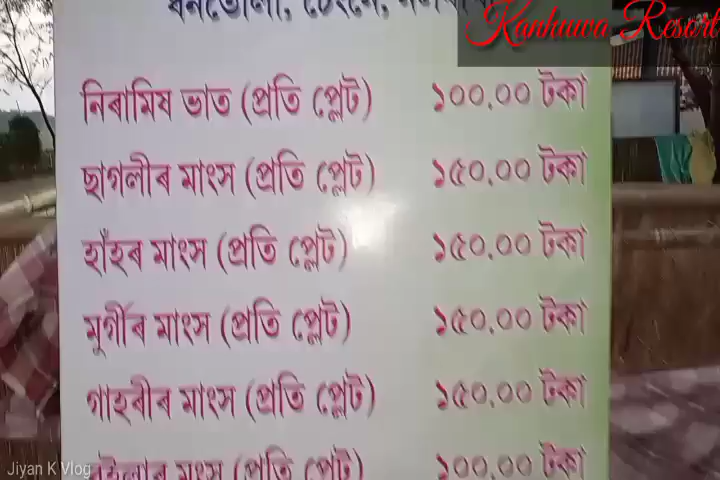 Kanhuwa Resort
নিৰামিষ ভাত (প্ৰতি প্লেট) ১০০.০০ টকা
ছাগলীৰ মাংস (প্ৰতি প্লেট) ১৫০.০০ টকা
হাঁহৰ মাংস (প্ৰতি প্লেট) ১৫০.০০ টকা
মুৰ্গীৰ মাংস (প্ৰতি প্লেট) ১৫০.০০ টকা
গাহৰীৰ মাংস (প্ৰতি প্লেট) ১৫০.০০ টকা
মংস (প্ৰতি প্লেট) ১০০.০০ টকা
Jiyan K Vlog